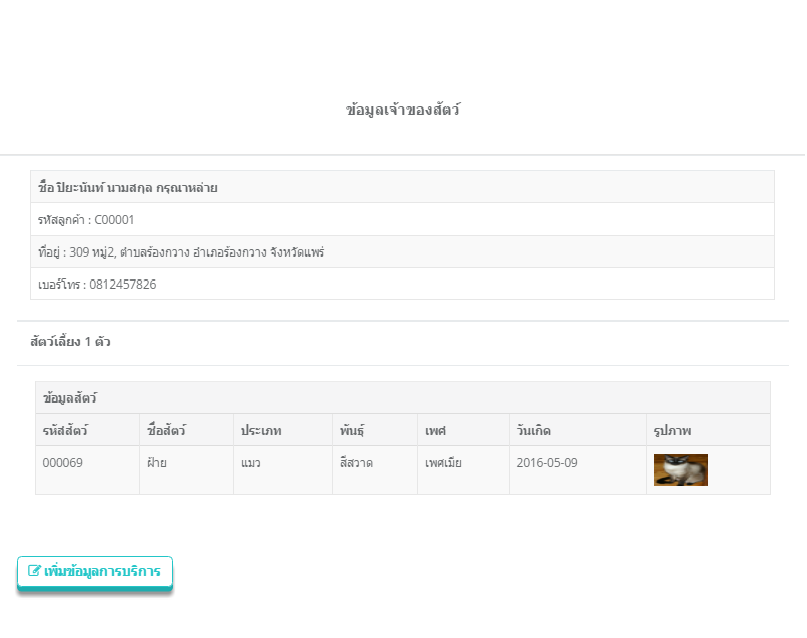 ข้อมูลเจ้าของสัตว์
ชื่อ ปิยะนันท์ นามสกุล กรุณาหล่าย
รหัสลูกค้า : C00001
ที่อยู่ : 309 หมู่2, ตำบลร้องกวาง อำเภอร้องกวาง จังหวัดแพร่
เบอร์โทร : 0812457826
สัตว์เลี้ยง 1 ตัว
ข้อมูลสัตว์
รหัสสัตว์ ชื่อสัตว์ ประเภท พันธุ์ เพศ วันเกิด รูปภาพ
000069 ฝ้าย แมว สีสวาด เพศเมีย 2016-05-09
เพิ่มข้อมูลการบริการ